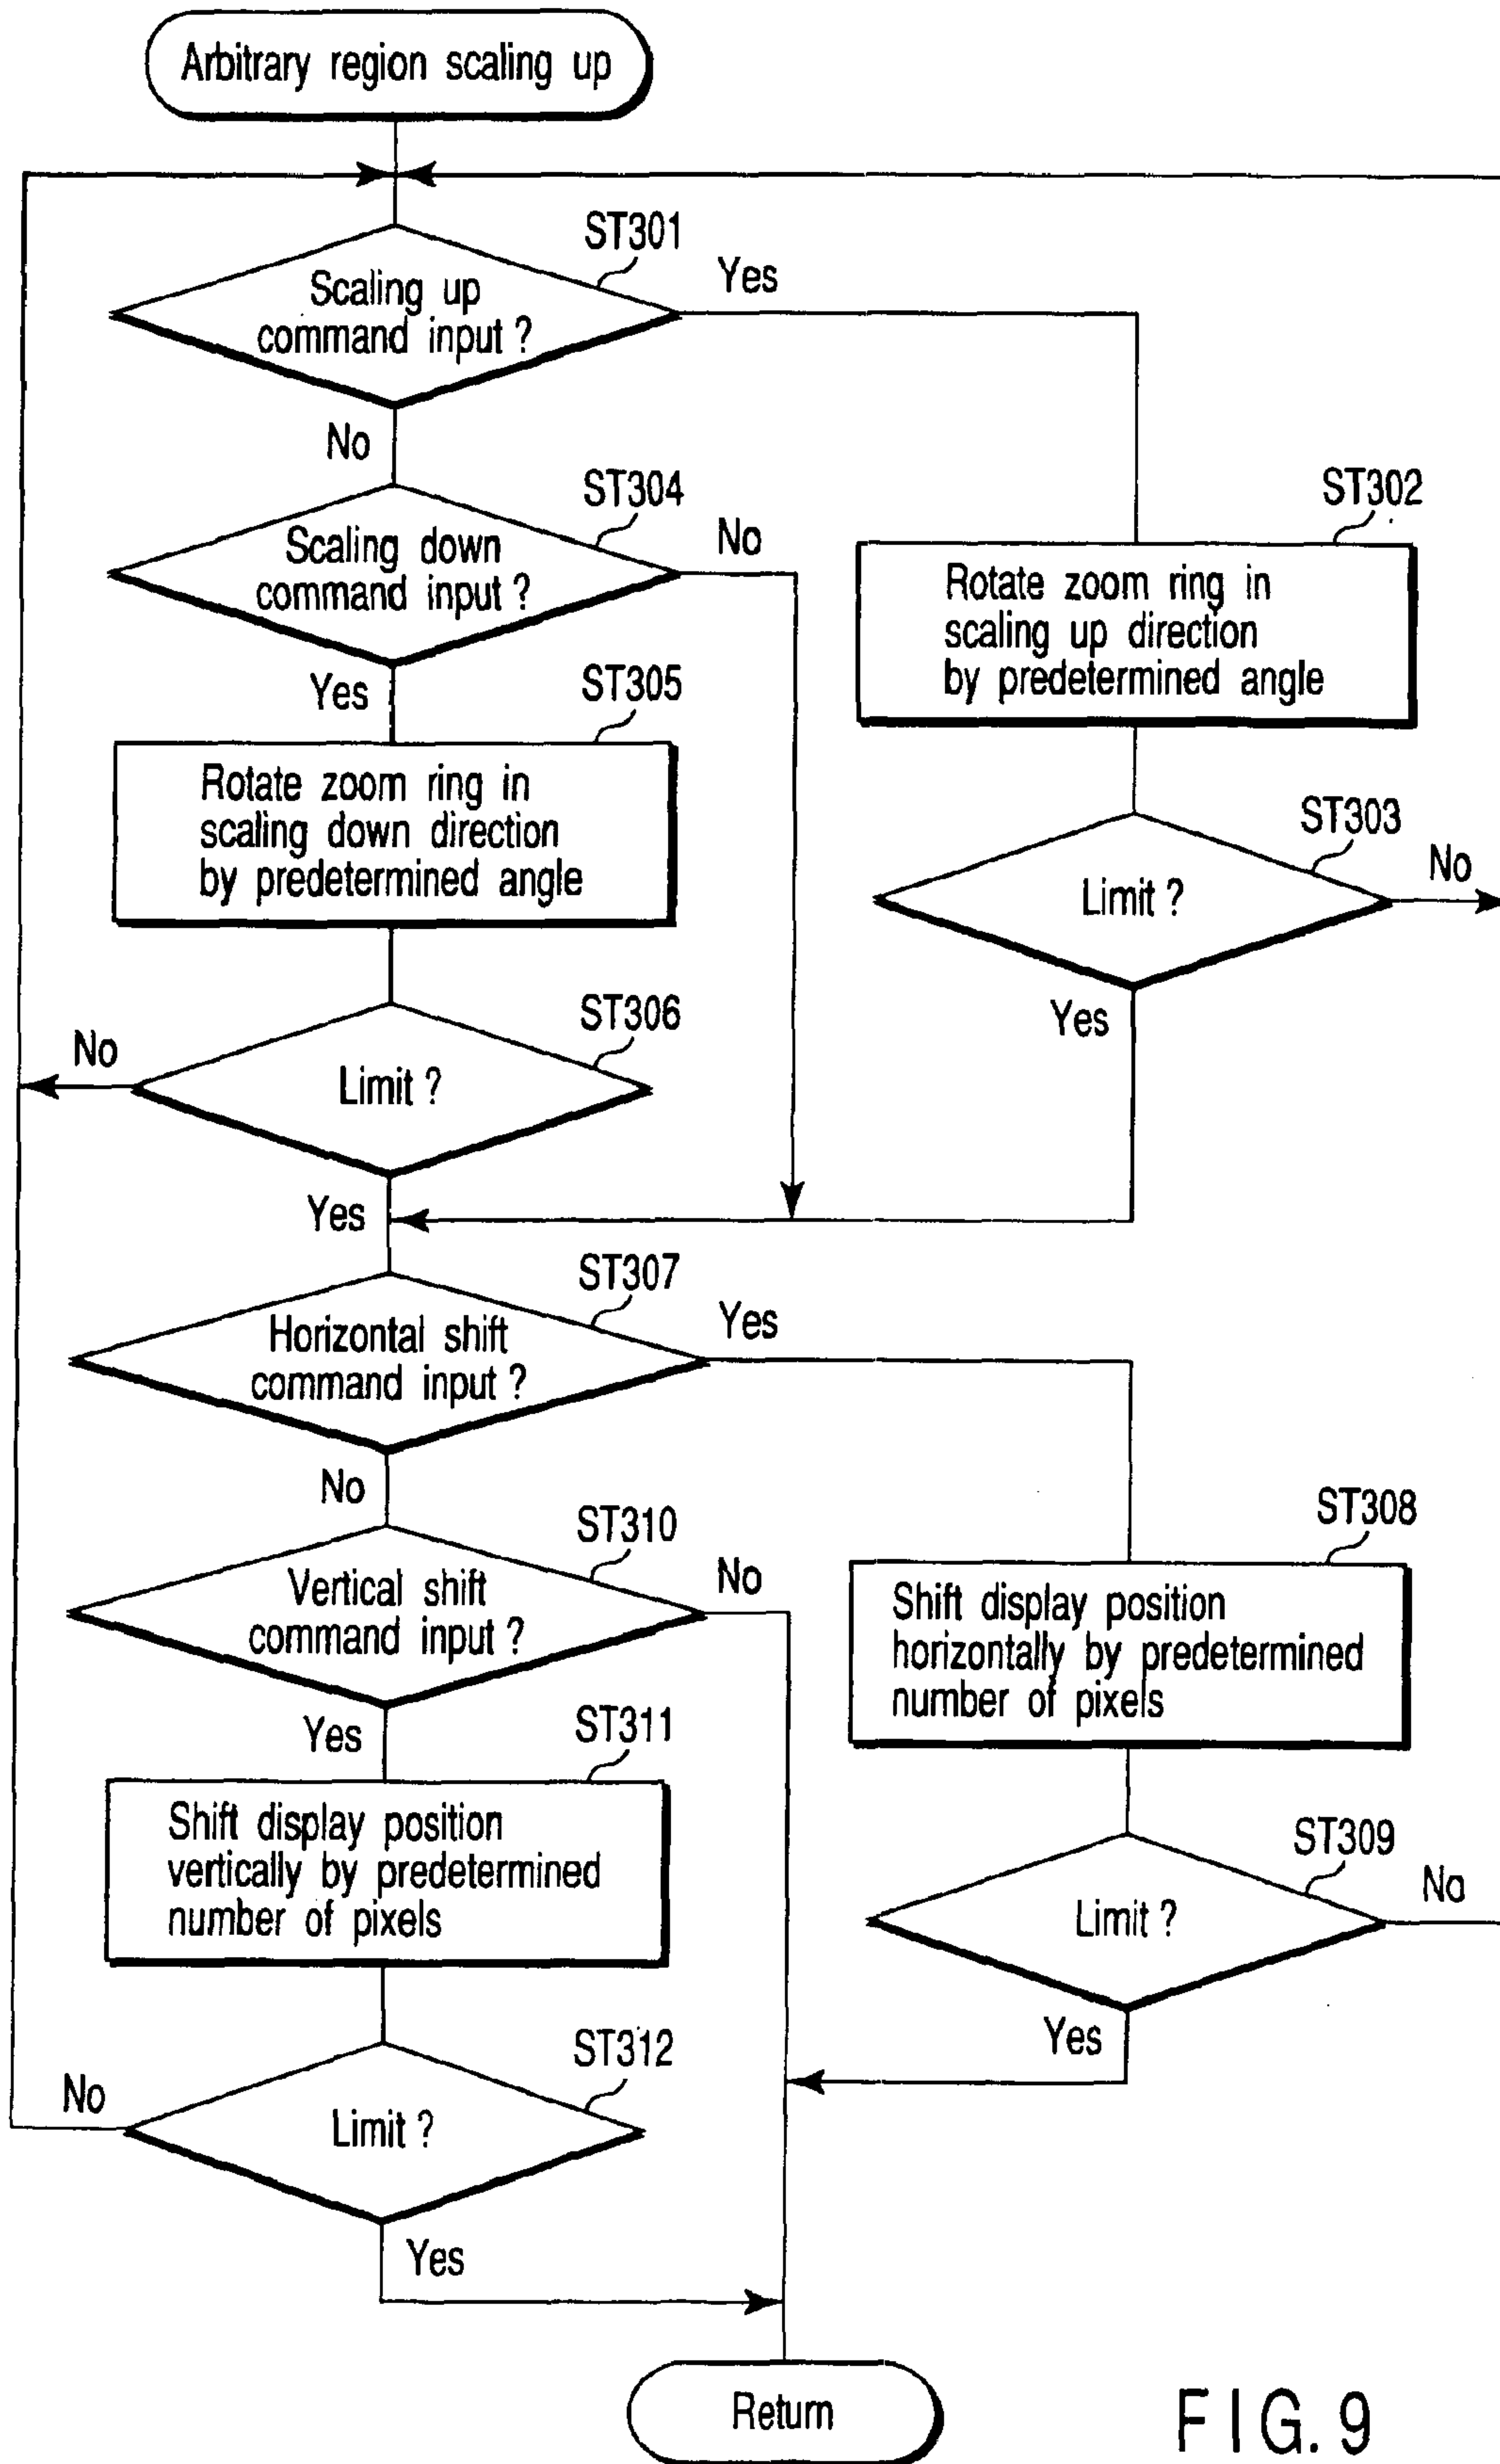 Arbitrary region scaling up
ST301
Scaling up
command input ?
Yes
No
ST304
Scaling down
command input ?
No
Yes
ST302
Rotate zoom ring in
scaling up direction
by predetermined angle
ST305
Rotate zoom ring in
scaling down direction
by predetermined angle
ST303
Limit ?
No
Yes
ST306
Limit ?
No
Yes
ST307
Horizontal shift
command input ?
Yes
No
ST310
Vertical shift
command input ?
No
Yes
ST308
Shift display position
horizontally by predetermined
number of pixels
ST311
Shift display position
vertically by predetermined
number of pixels
ST309
Limit ?
No
Yes
ST312
Limit ?
No
Yes
Return
FIG. 9